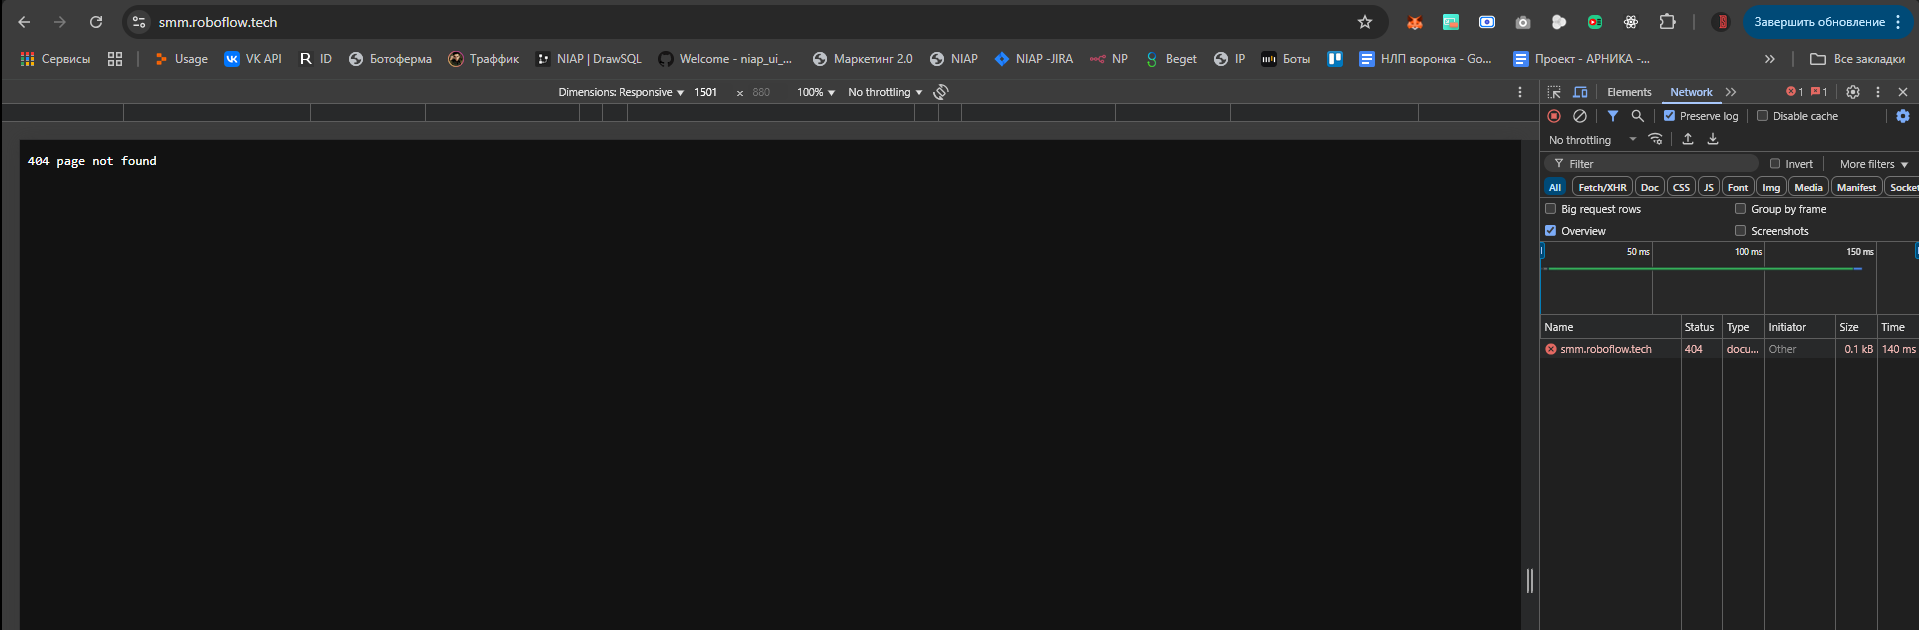 smm.roboflow.tech
Завершить обновление
Сервисы
Usage
VK API
ID
Ботоферма
Траффик
NIAP | DrawSQL
Welcome - niap_ui_...
Маркетинг 2.0
NIAP
NIAP -JIRA
NP
Beget
IP
Боты
НЛП воронка - Go...
Проект - АРНИКА -...
Все закладки
Dimensions: Responsive 1501 x 880 100% No throttling
Elements Network 1 1
Preserve log Disable cache
No throttling
Filter Invert More filters
All Fetch/XHR Doc CSS JS Font Img Media Manifest Socket
Big request rows Group by frame
Overview Screenshots
50 ms 100 ms 150 ms
Name Status Type Initiator Size Time
smm.roboflow.tech 404 docu... Other 0.1 kB 140 ms
404 page not found